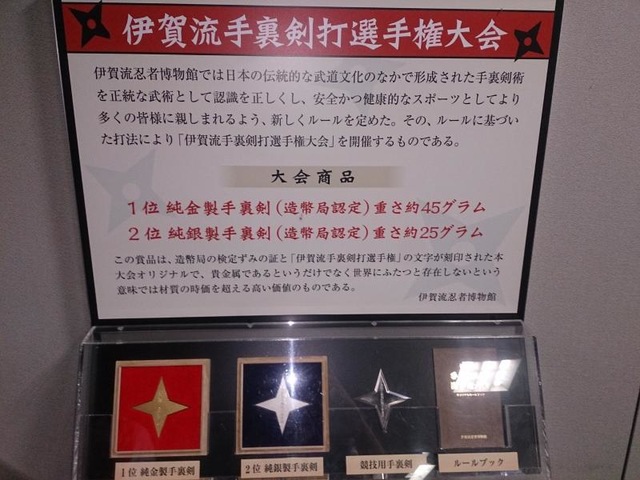 伊賀流手裏剣打選手権大会
伊賀流忍者博物館では日本の伝統的な武道文化のなかで形成された手裏剣術
を正統な武術として認識を正しくし、安全かつ健康的なスポーツとしてより
多くの皆様に親しまれるよう、新しくルールを定めた。その、ルールに基づい
た打法により「伊賀流手裏剣打選手権大会」を開催するものである。
大会商品
1位 純金製手裏剣(造幣局認定)重さ約45グラム
2位 純銀製手裏剣(造幣局認定)重さ約25グラム
この賞品は、造幣局の検定ずみの証と「伊賀流手裏剣打選手権」の文字が刻印された本
大会オリジナルで、貴金属であるというだけでなく世界にふたつと存在しないという
意味では材質の時価を超える高い価値のものである。
伊賀流忍者博物館
1位 純金製手裏剣
2位 純銀製手裏剣
競技用手裏剣
ルールブック